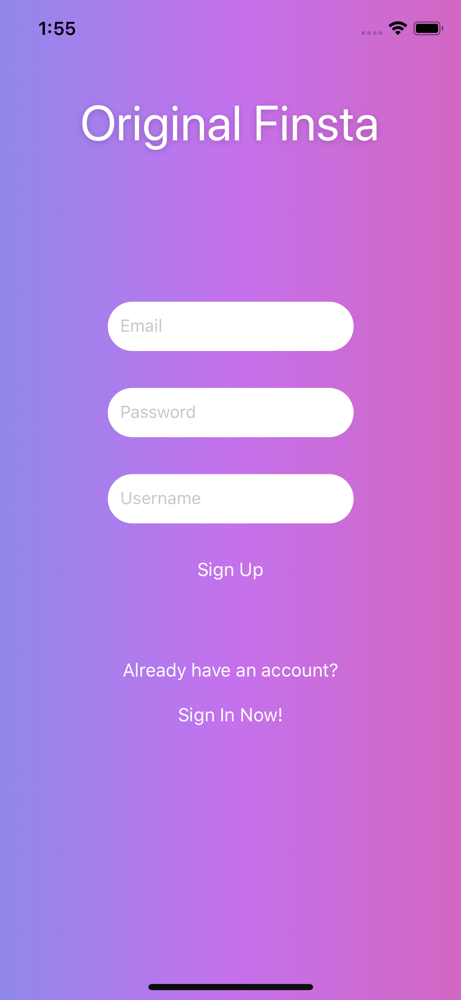 1:55
Original Finsta
Email
Password
Username
Sign Up
Already have an account?
Sign In Now!